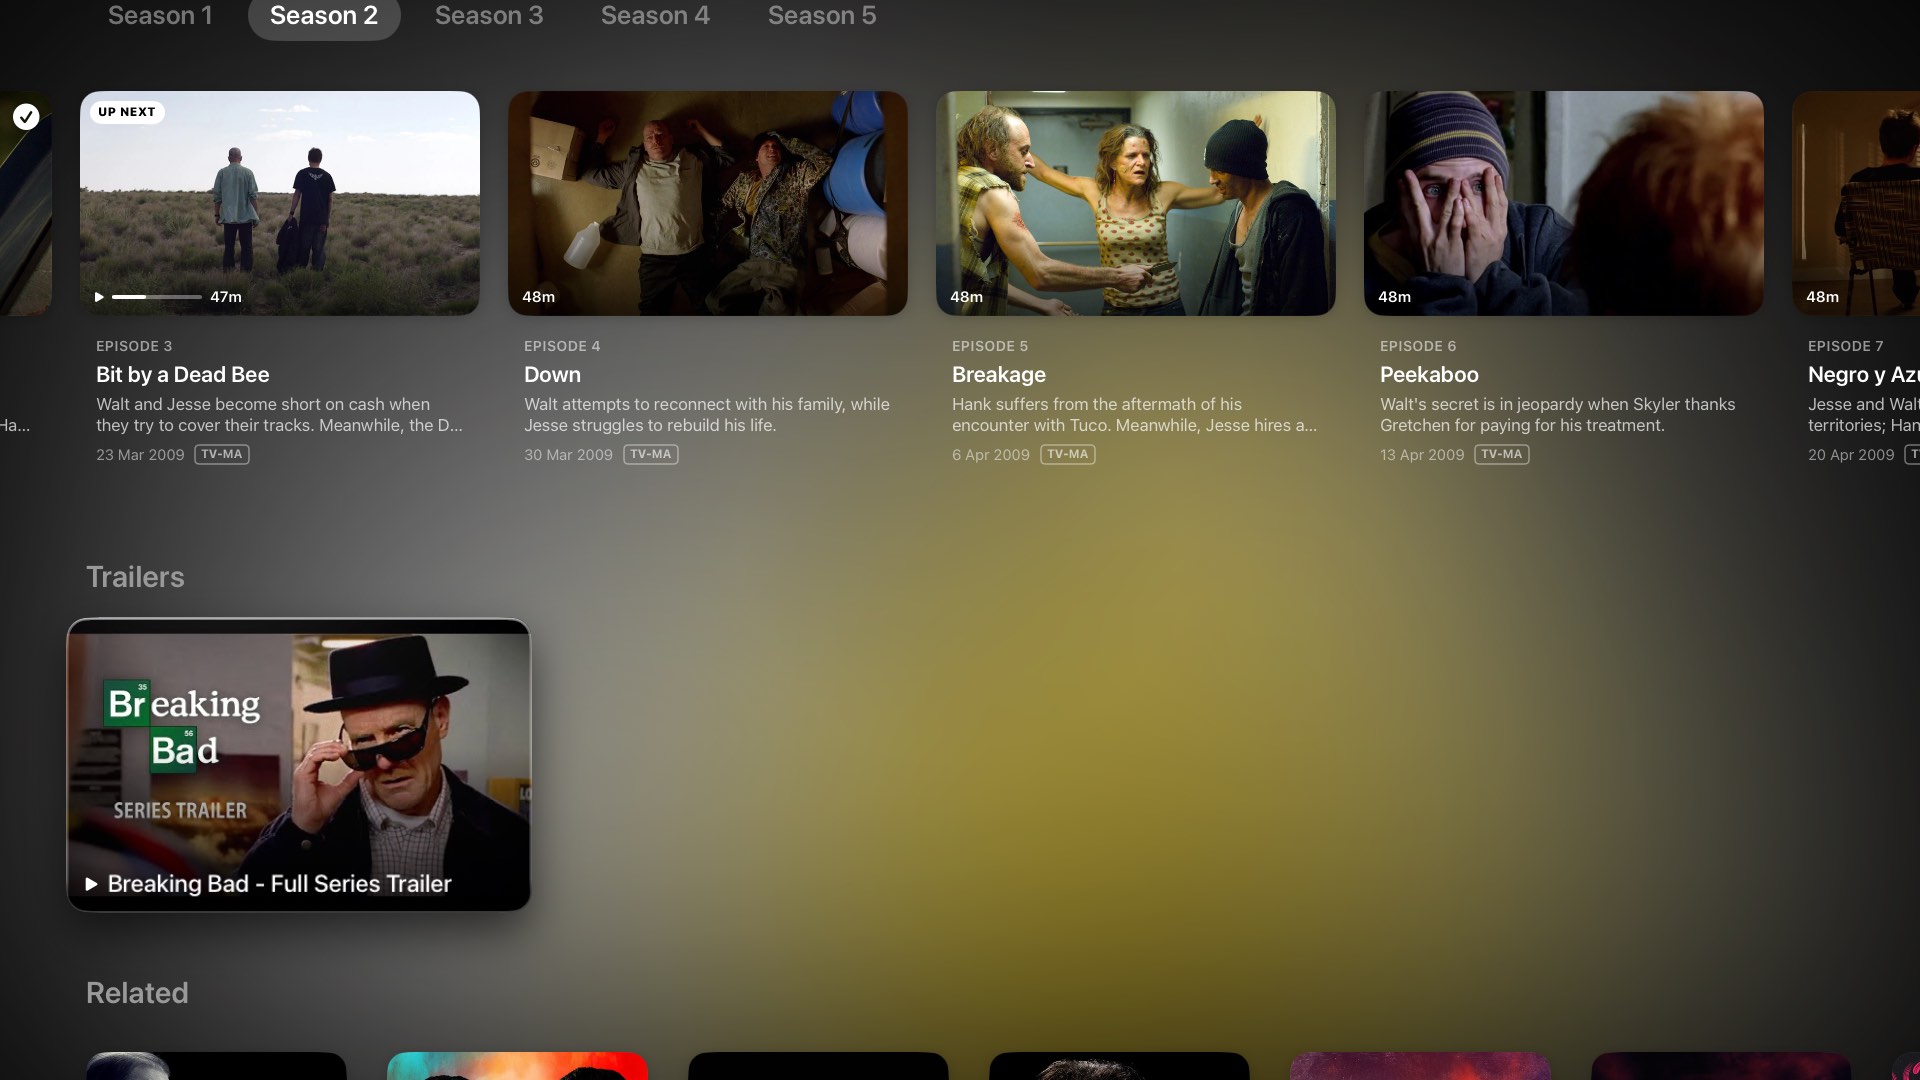 Season 1
Season 2
Season 3
Season 4
Season 5
UP NEXT
47m
48m
48m
48m
48m
Ha...
EPISODE 3
Bit by a Dead Bee
Walt and Jesse become short on cash when
they try to cover their tracks. Meanwhile, the D...
23 Mar 2009 TV-MA
EPISODE 4
Down
Walt attempts to reconnect with his family, while
Jesse struggles to rebuild his life.
30 Mar 2009 TV-MA
EPISODE 5
Breakage
Hank suffers from the aftermath of his
encounter with Tuco. Meanwhile, Jesse hires a...
6 Apr 2009 TV-MA
EPISODE 6
Peekaboo
Walt's secret is in jeopardy when Skyler thanks
Gretchen for paying for his treatment.
13 Apr 2009 TV-MA
EPISODE 7
Negro y Azu
Jesse and Walt
territories; Han
20 Apr 2009
Trailers
35
Breaking
56
Bad
SERIES TRAILER
Breaking Bad - Full Series Trailer
Related